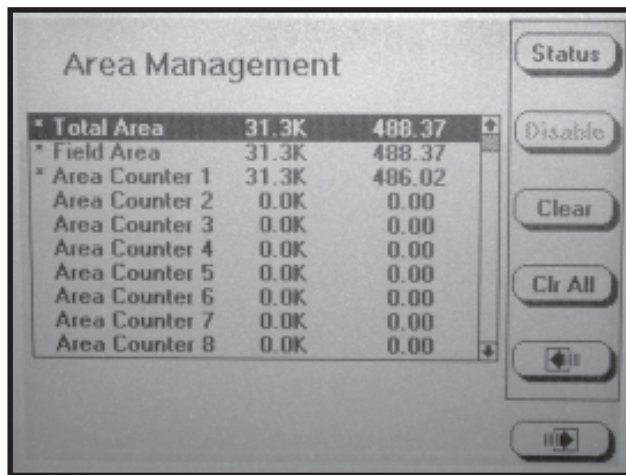 Area Management
* Total Area 31.3K 488.37
* Field Area 31.3K 488.37
* Area Counter 1 31.3K 486.02
Area Counter 2 0.0K 0.00
Area Counter 3 0.0K 0.00
Area Counter 4 0.0K 0.00
Area Counter 5 0.0K 0.00
Area Counter 6 0.0K 0.00
Area Counter 7 0.0K 0.00
Area Counter 8 0.0K 0.00
Status
Disable
Clear
Clr All